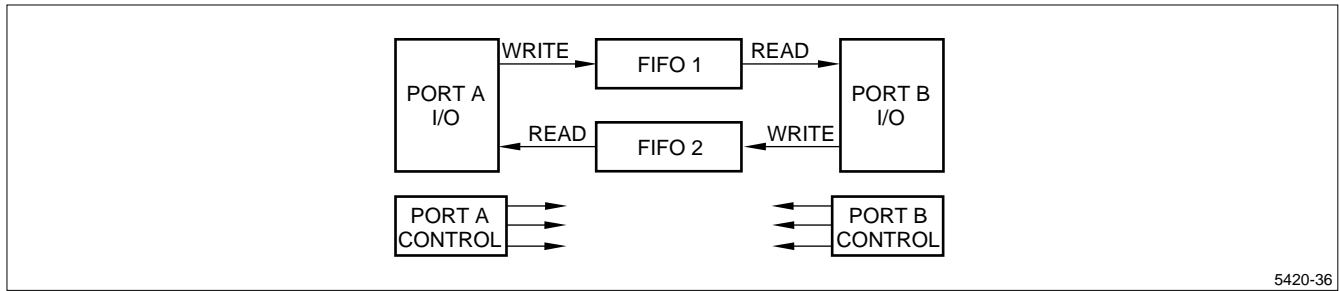 WRITE
FIFO 1
READ
PORT A
I/O
PORT B
I/O
READ
FIFO 2
WRITE
PORT A
CONTROL
PORT B
CONTROL
5420-36